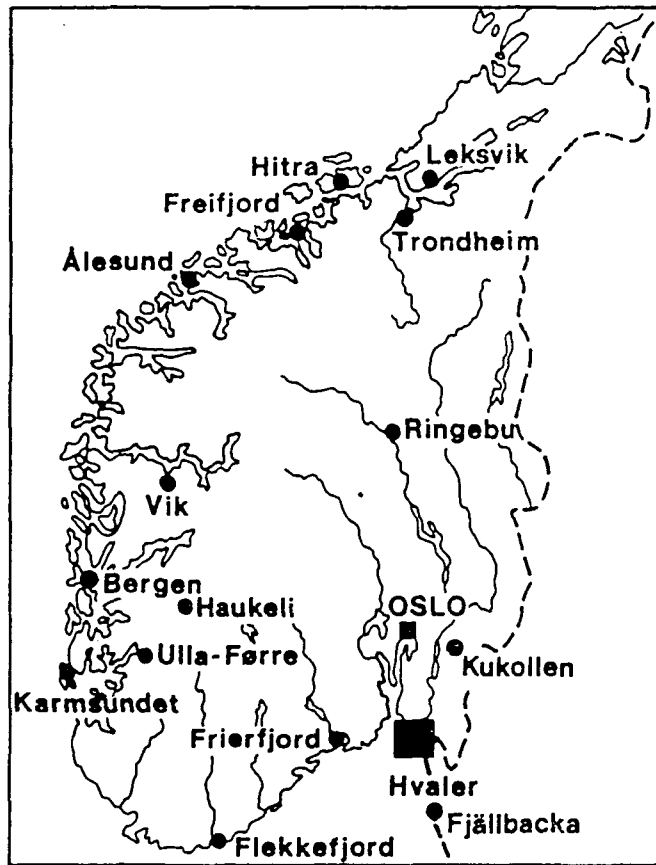 Hitra
Leksvik
Freifjord
Trondheim
Ålesund
Ringebu
Vik
Bergen
Haukeli
OSLO
Ulla-Førre
Kukollen
Karmsundet
Frierfjord
Hvaler
Fjällbacka
Flekkefjord